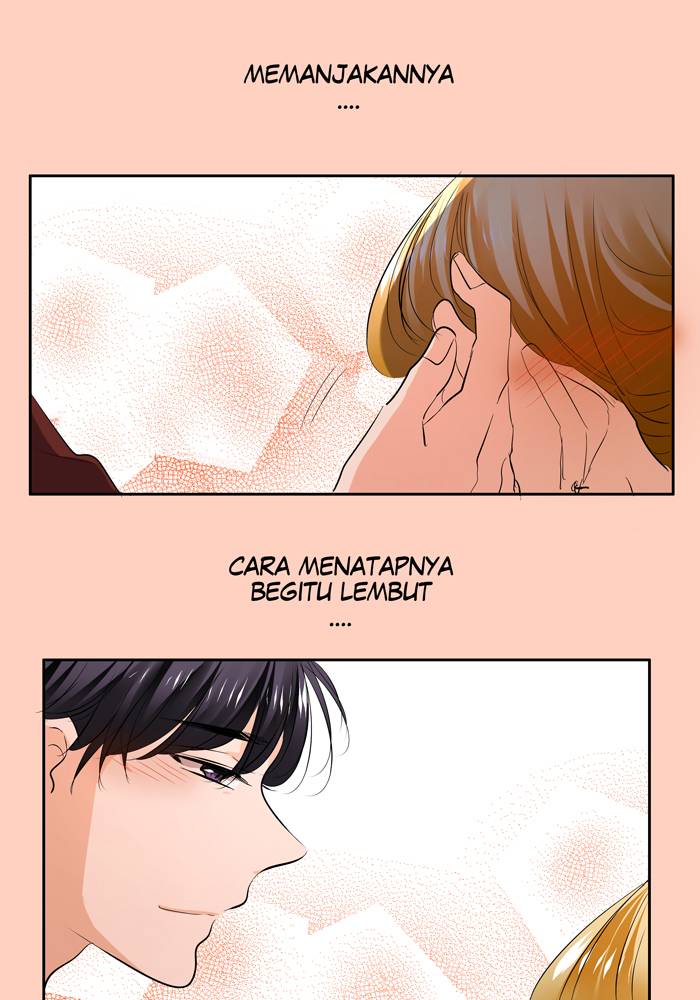 MEMANJAKANNYA
....
CARA MENATAPNYA
BEGITU LEMBUT
....